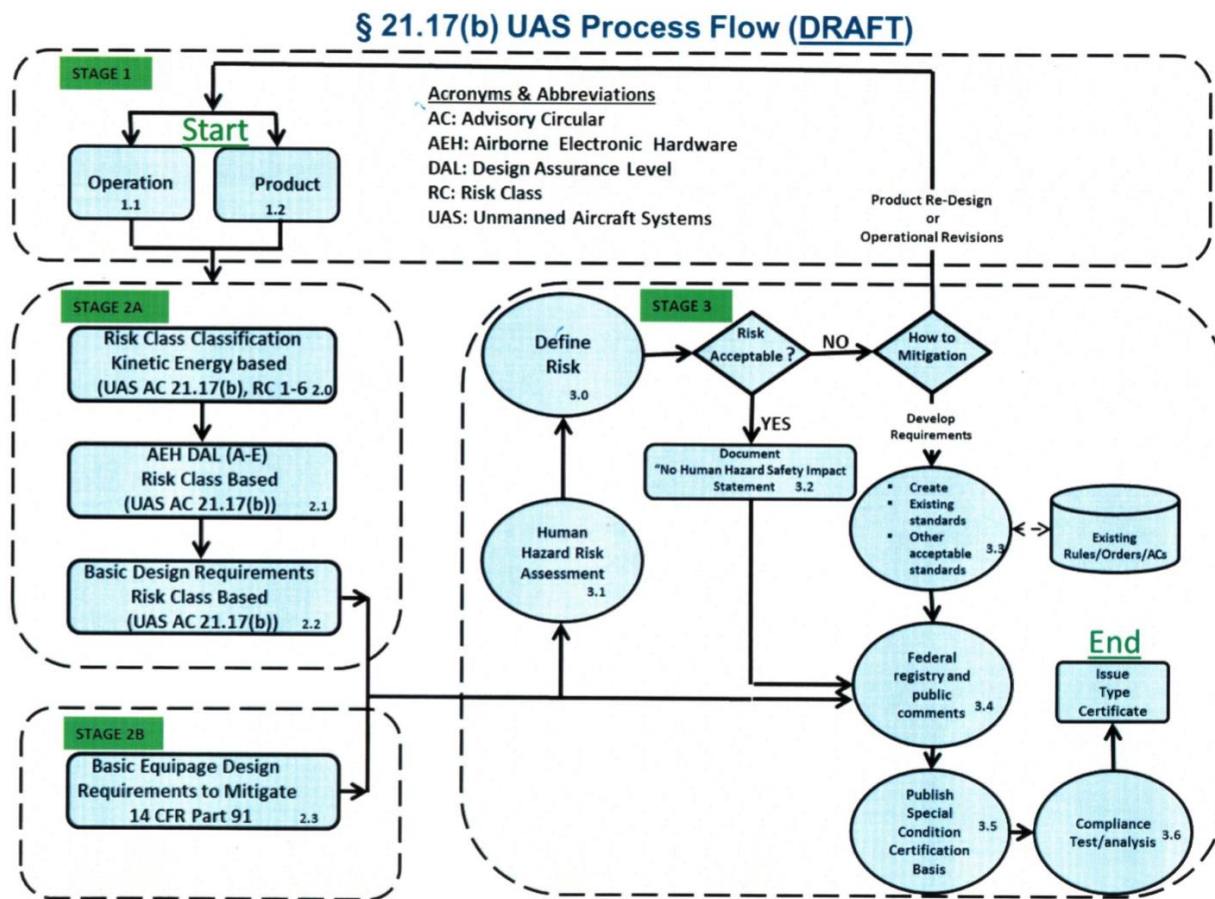 § 21.17(b) UAS Process Flow (DRAFT)
STAGE 1
Start
Operation
1.1
Product
1.2
Acronyms & Abbreviations
AC: Advisory Circular
AEH: Airborne Electronic Hardware
DAL: Design Assurance Level
RC: Risk Class
UAS: Unmanned Aircraft Systems
Product Re-Design
or
Operational Revisions
STAGE 2A
Risk Class Classification
Kinetic Energy based
(UAS AC 21.17(b), RC 1-6 2.0
AEH DAL (A-E)
Risk Class Based
(UAS AC 21.17(b)) 2.1
Basic Design Requirements
Risk Class Based
(UAS AC 21.17(b)) 2.2
STAGE 2B
Basic Equipage Design
Requirements to Mitigate
14 CFR Part 91 2.3
STAGE 3
Define
Risk
3.0
Human
Hazard Risk
Assessment
3.1
Risk
Acceptable ?
NO
YES
How to
Mitigation
Document
"No Human Hazard Safety Impact
Statement 3.2
Develop
Requirements
▪ Create
▪ Existing
standards
▪ Other
acceptable
standards
3.3
Existing
Rules/Orders/ACs
Federal
registry and
public
comments
3.4
Publish
Special
Condition
Certification
Basis
3.5
Compliance
Test/analysis
3.6
End
Issue
Type
Certificate